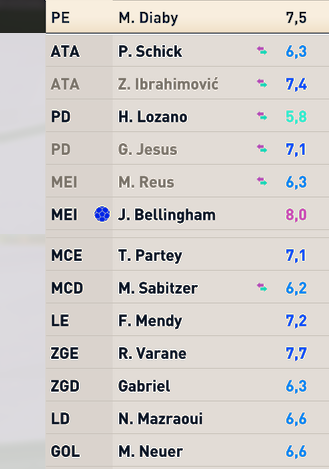 PE M. Diaby 7,5
ATA P. Schick 6,3
ATA Z. Ibrahimović 7,4
PD H. Lozano 5,8
PD G. Jesus 7,1
MEI M. Reus 6,3
MEI J. Bellingham 8,0
MCE T. Partey 7,1
MCD M. Sabitzer 6,2
LE F. Mendy 7,2
ZGE R. Varane 7,7
ZGD Gabriel 6,3
LD N. Mazraoui 6,6
GOL M. Neuer 6,6